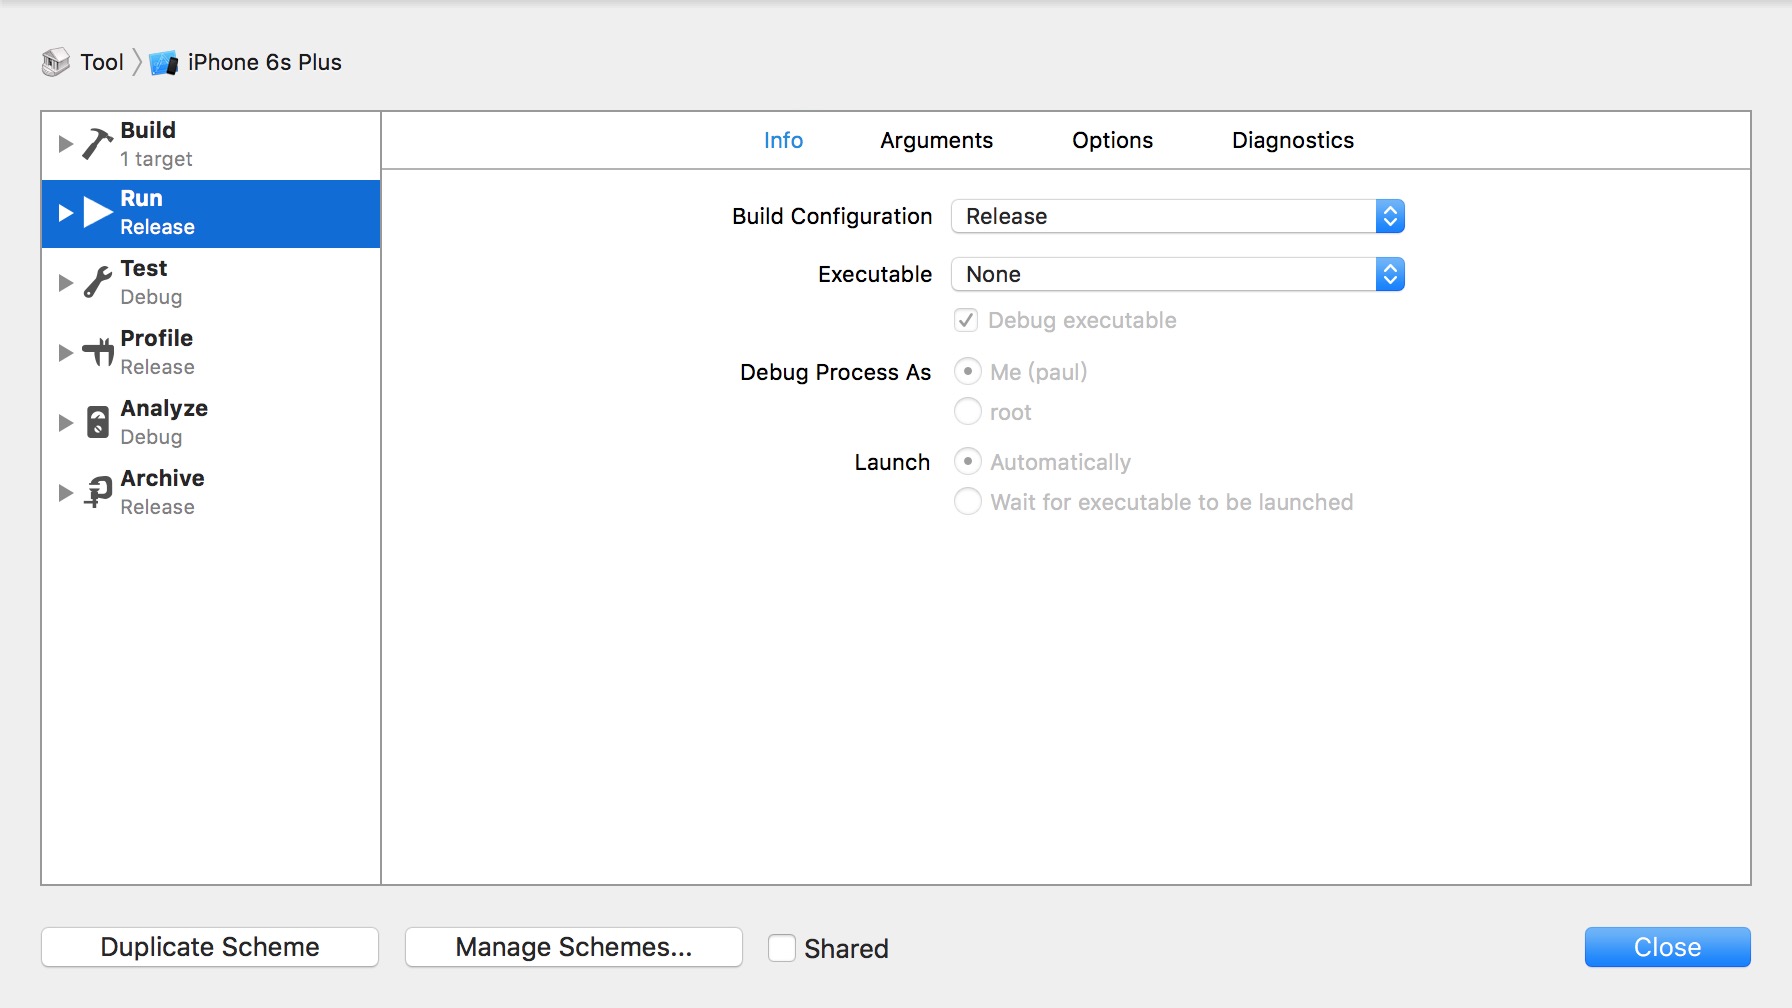 Tool iPhone 6s Plus
Build
1 target
Run
Release
Test
Debug
Profile
Release
Analyze
Debug
Archive
Release
Info Arguments Options Diagnostics
Build Configuration Release
Executable None
Debug executable
Debug Process As Me (paul)
root
Launch Automatically
Wait for executable to be launched
Duplicate Scheme Manage Schemes... Shared Close